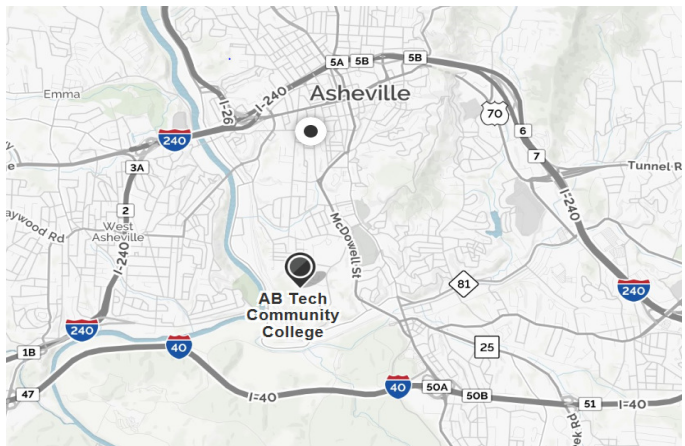 5A
5B
5B
Emma
I-26
I-240
Asheville
70
6
240
7
3A
Tunnel R
I-240
2
aywood Rd
West
Asheville
McDowell St
I-240
AB Tech
Community
College
81
240
240
40
25
1B
I-40
40
50A
50B
I-40
47
51
ek Rd